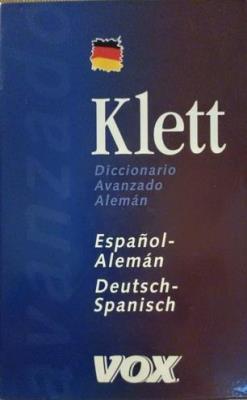 avanzado
Klett
Diccionario
Avanzado
Alemán
Español-
Alemán
Deutsch-
Spanisch
VOX